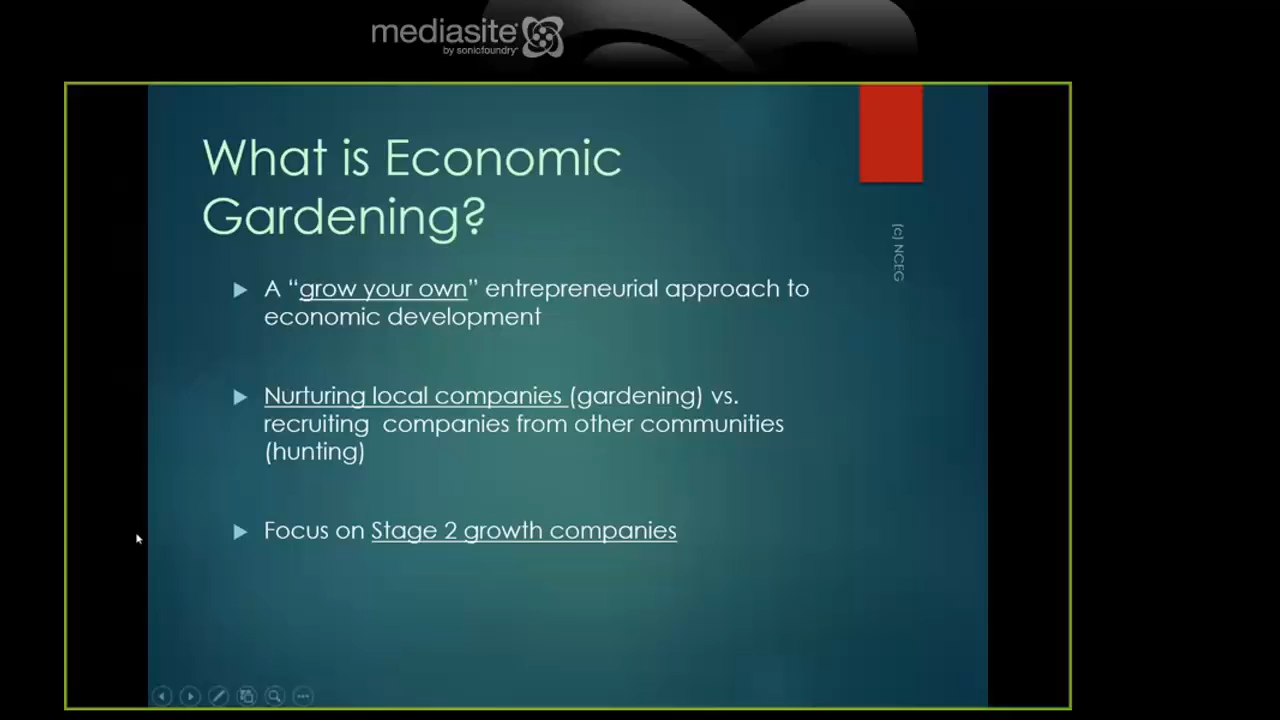 mediasite
by sonicfoundry
What is Economic
Gardening?
(c) NCEG
A “grow your own” entrepreneurial approach to
economic development
Nurturing local companies (gardening) vs.
recruiting  companies from other communities
(hunting)
Focus on Stage 2 growth companies